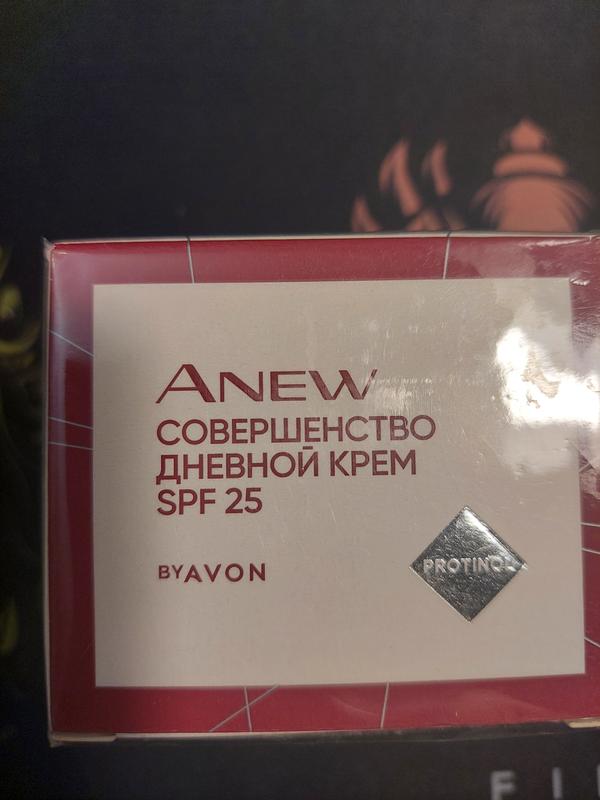 ANEW
СОВЕРШЕНСТВО
ДНЕВНОЙ КРЕМ
SPF 25
BY AVON
PROTINOL